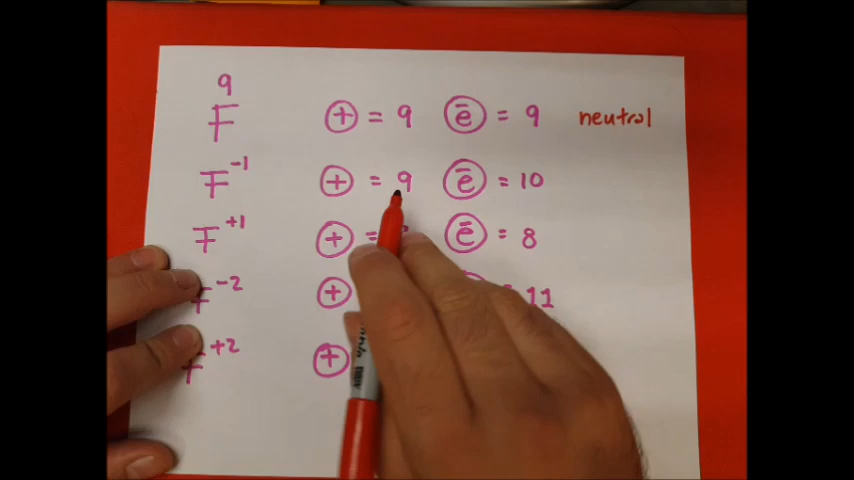 9
F ⊕ = 9 ē = 9 neutral
F⁻¹ ⊕ = 9 ē = 10
F⁺¹ ⊕ = ē = 8
F⁻² ⊕ 11
F⁺² ⊕